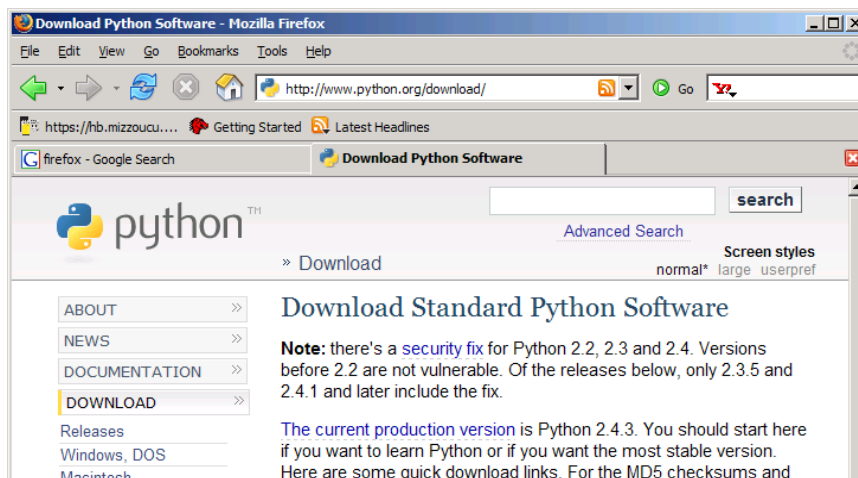 Download Python Software - Mozilla Firefox
File Edit View Go Bookmarks Tools Help
http://www.python.org/download/ Go Y!
https://hb.mizzoucu.... Getting Started Latest Headlines
G firefox - Google Search Download Python Software
python™
search
Advanced Search
» Download
Screen styles
normal* large userpref
ABOUT »
NEWS »
DOCUMENTATION »
DOWNLOAD »
Releases
Windows, DOS
Macintosh
Download Standard Python Software
Note: there's a security fix for Python 2.2, 2.3 and 2.4. Versions
before 2.2 are not vulnerable. Of the releases below, only 2.3.5 and
2.4.1 and later include the fix.
The current production version is Python 2.4.3. You should start here
if you want to learn Python or if you want the most stable version.
Here are some quick download links. For the MD5 checksums and